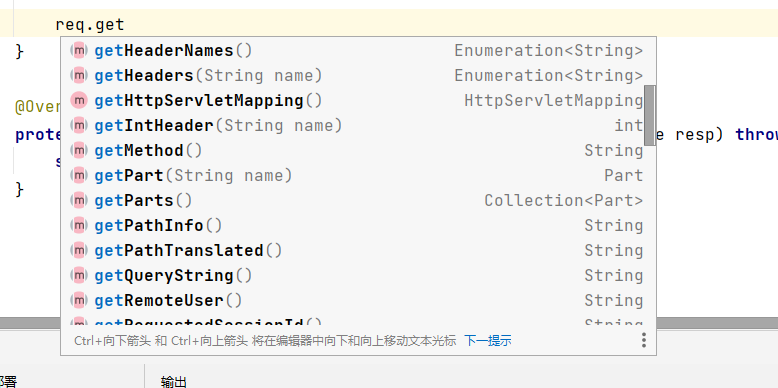 req.get
}
getHeaderNames() Enumeration<String>
getHeaders(String name) Enumeration<String>
@Over
getHttpServletMapping() HttpServletMapping
prote getIntHeader(String name) int e resp) throw
getMethod() String
s getPart(String name) Part
} getParts() Collection<Part>
getPathInfo() String
getPathTranslated() String
getQueryString() String
getRemoteUser() String
getRequestedSessionId() String
Ctrl+向下箭头 和 Ctrl+向上箭头 将在编辑器中向下和向上移动文本光标 下一提示
部署 输出